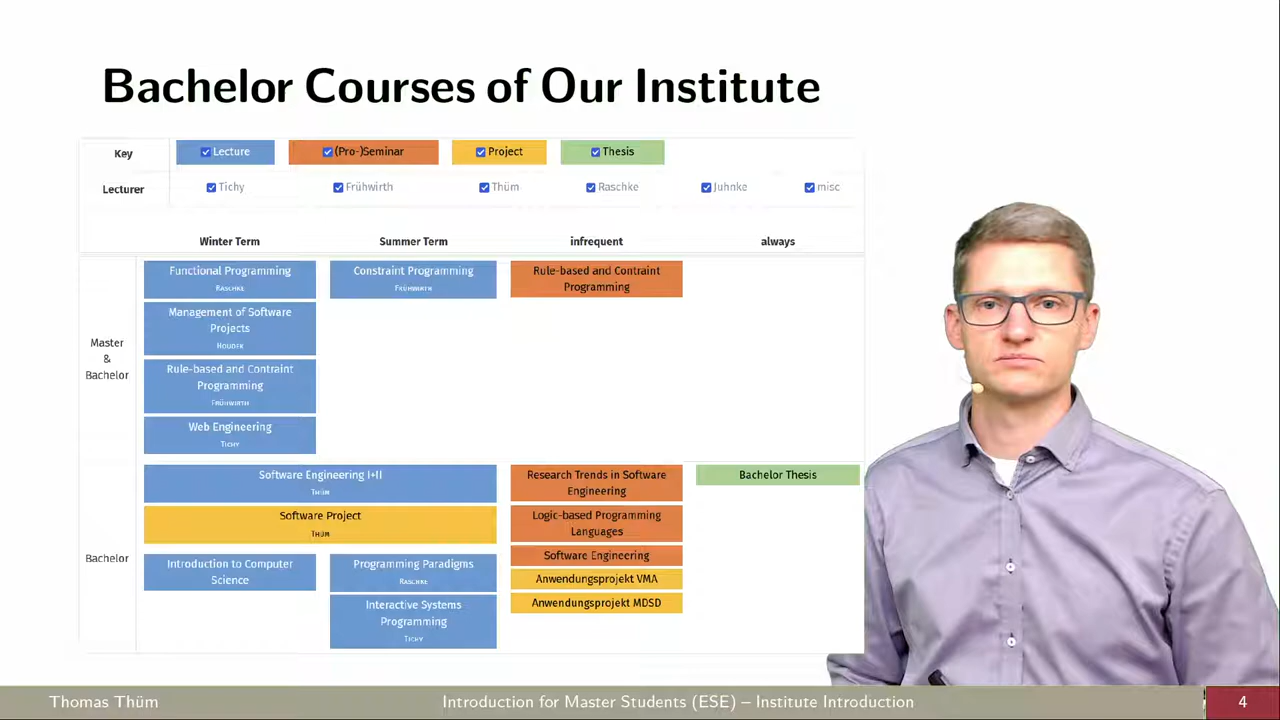 Bachelor Courses of Our Institute
Key Lecture (Pro-)Seminar Project Thesis
Lecturer Tichy Frühwirth Thüm Raschke Juhnke misc
Winter Term Summer Term infrequent always
Master
&
Bachelor
Functional Programming
Raschke
Management of Software
Projects
Houdek
Rule-based and Contraint
Programming
Frühwirth
Web Engineering
Tichy
Constraint Programming
Frühwirth
Rule-based and Contraint
Programming
Bachelor
Software Engineering I+II
Thüm
Software Project
Thüm
Introduction to Computer
Science
Programming Paradigms
Raschke
Interactive Systems
Programming
Tichy
Research Trends in Software
Engineering
Logic-based Programming
Languages
Software Engineering
Anwendungsprojekt VMA
Anwendungsprojekt MDSD
Bachelor Thesis
Thomas Thüm Introduction for Master Students (ESE) – Institute Introduction 4